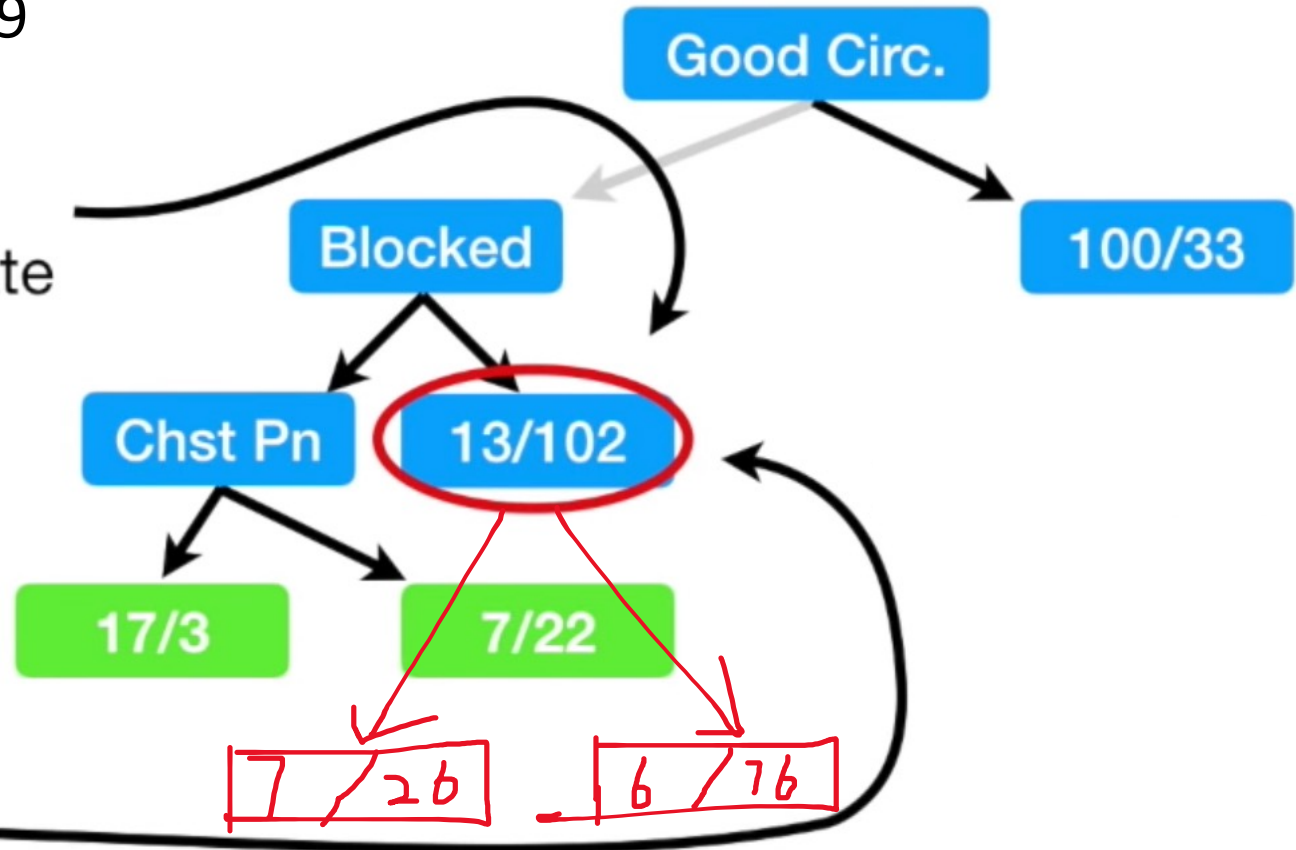 9
Good Circ.
te
Blocked
100/33
Chst Pn
13/102
17/3
7/22
7/26
6/76